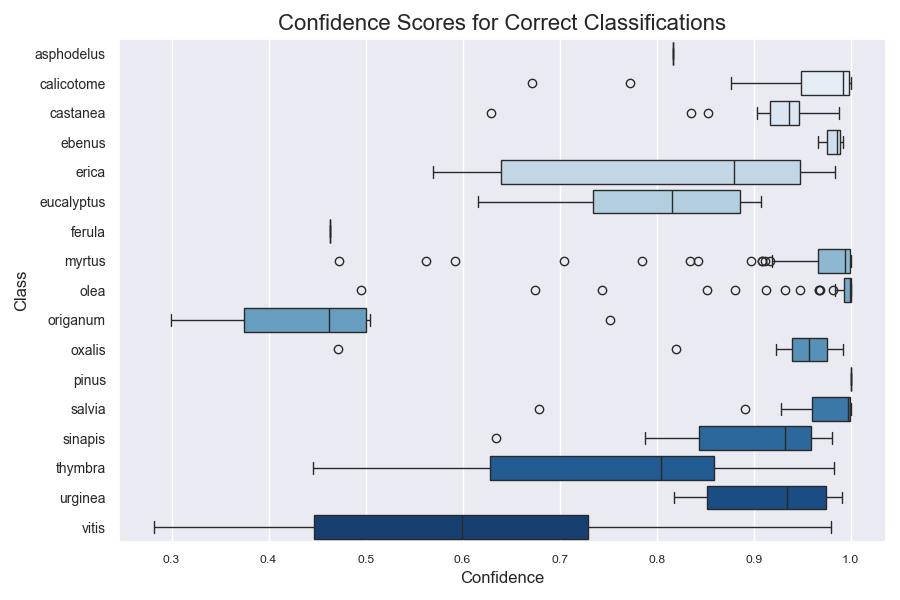 Confidence Scores for Correct Classifications
asphodelus
calicotome
castanea
ebenus
erica
eucalyptus
ferula
myrtus
olea
origanum
oxalis
pinus
salvia
sinapis
thymbra
urginea
vitis
Class
0.3 0.4 0.5 0.6 0.7 0.8 0.9 1.0
Confidence